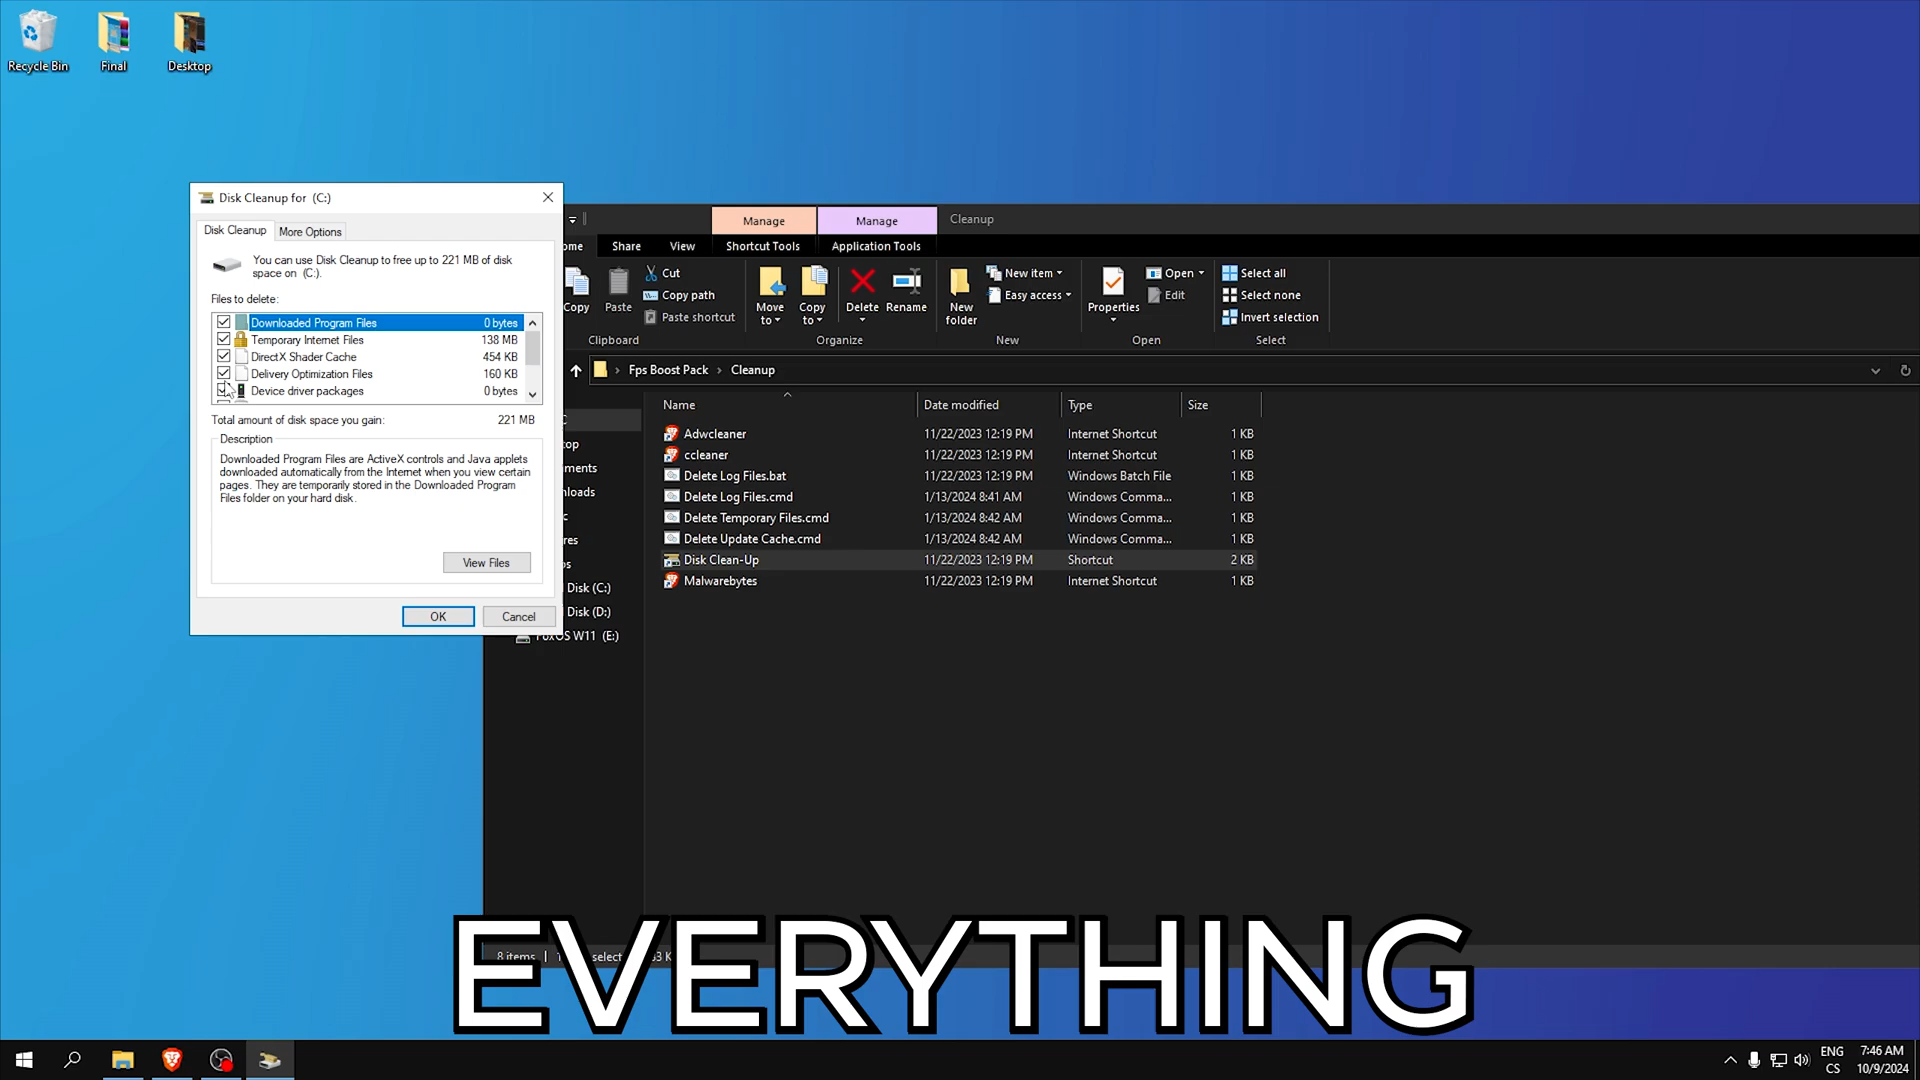 Recycle Bin
Final
Desktop
Disk Cleanup for (C:)
Disk Cleanup
More Options
You can use Disk Cleanup to free up to 221 MB of disk
space on (C:).
Files to delete:
Downloaded Program Files 0 bytes
Temporary Internet Files 138 MB
DirectX Shader Cache 454 KB
Delivery Optimization Files 160 KB
Device driver packages 0 bytes
Total amount of disk space you gain: 221 MB
Description
Downloaded Program Files are ActiveX controls and Java applets
downloaded automatically from the Internet when you view certain
pages. They are temporarily stored in the Downloaded Program
Files folder on your hard disk.
View Files
OK
Cancel
Manage
Manage
Cleanup
ome
Share
View
Shortcut Tools
Application Tools
Copy
Paste
Cut
Copy path
Paste shortcut
Clipboard
Move
to
Copy
to
Delete
Rename
Organize
New
folder
New item
Easy access
New
Properties
Open
Edit
Open
Select all
Select none
Invert selection
Select
Fps Boost Pack > Cleanup
Name Date modified Type Size
Adwcleaner 11/22/2023 12:19 PM Internet Shortcut 1 KB
ccleaner 11/22/2023 12:19 PM Internet Shortcut 1 KB
Delete Log Files.bat 11/22/2023 12:19 PM Windows Batch File 1 KB
Delete Log Files.cmd 1/13/2024 8:41 AM Windows Comma... 1 KB
Delete Temporary Files.cmd 1/13/2024 8:42 AM Windows Comma... 1 KB
Delete Update Cache.cmd 1/13/2024 8:42 AM Windows Comma... 1 KB
Disk Clean-Up 11/22/2023 12:19 PM Shortcut 2 KB
Malwarebytes 11/22/2023 12:19 PM Internet Shortcut 1 KB
C
top
uments
nloads
c
res
os
Disk (C:)
Disk (D:)
FoxOS W11 (E:)
8 items
EVERYTHING
ENG
CS
7:46 AM
10/9/2024